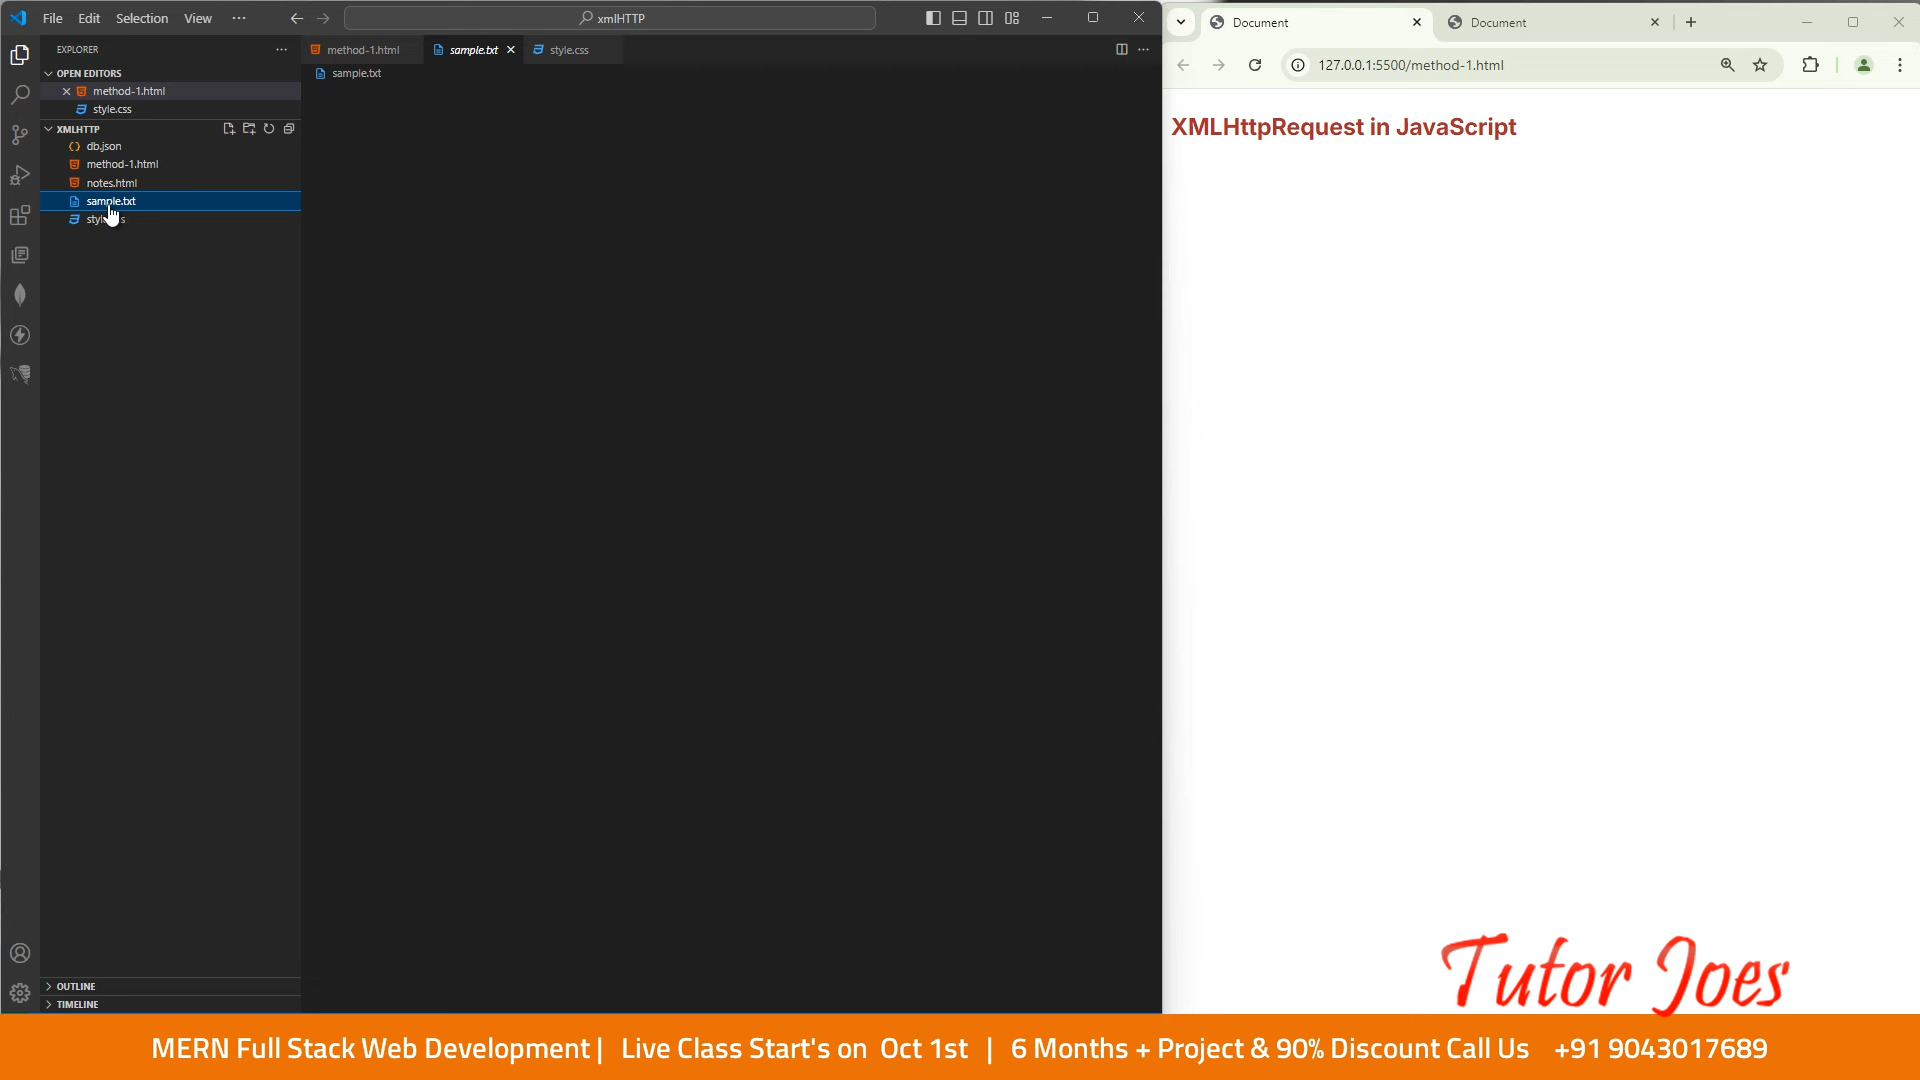 File Edit Selection View ···
xmlHTTP
EXPLORER
method-1.html
sample.txt
style.css
sample.txt
OPEN EDITORS
method-1.html
style.css
XMLHTTP
db.json
method-1.html
notes.html
sample.txt
OUTLINE
TIMELINE
Document
Document
127.0.0.1:5500/method-1.html
XMLHttpRequest in JavaScript
Tutor Joes
MERN Full Stack Web Development | Live Class Start's on Oct 1st | 6 Months + Project & 90% Discount Call Us +91 9043017689